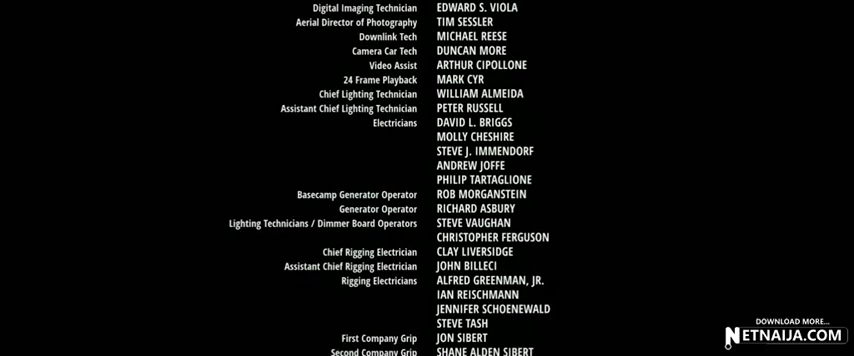 Digital Imaging Technician EDWARD S. VIOLA
Aerial Director of Photography TIM SESSLER
Downlink Tech MICHAEL REESE
Camera Car Tech DUNCAN MORE
Video Assist ARTHUR CIPOLLONE
24 Frame Playback MARK CYR
Chief Lighting Technician WILLIAM ALMEIDA
Assistant Chief Lighting Technician PETER RUSSELL
Electricians DAVID L. BRIGGS
MOLLY CHESHIRE
STEVE J. IMMENDORF
ANDREW JOFFE
PHILIP TARTAGLIONE
Basecamp Generator Operator ROB MORGANSTEIN
Generator Operator RICHARD ASBURY
Lighting Technicians / Dimmer Board Operators STEVE VAUGHAN
CHRISTOPHER FERGUSON
Chief Rigging Electrician CLAY LIVERSIDGE
Assistant Chief Rigging Electrician JOHN BILLECI
Rigging Electricians ALFRED GREENMAN, JR.
IAN REISCHMANN
JENNIFER SCHOENEWALD
STEVE TASH
First Company Grip JON SIBERT
Second Company Grip SHANE ALDEN SIBERT
DOWNLOAD MORE...
NETNAIJA.COM